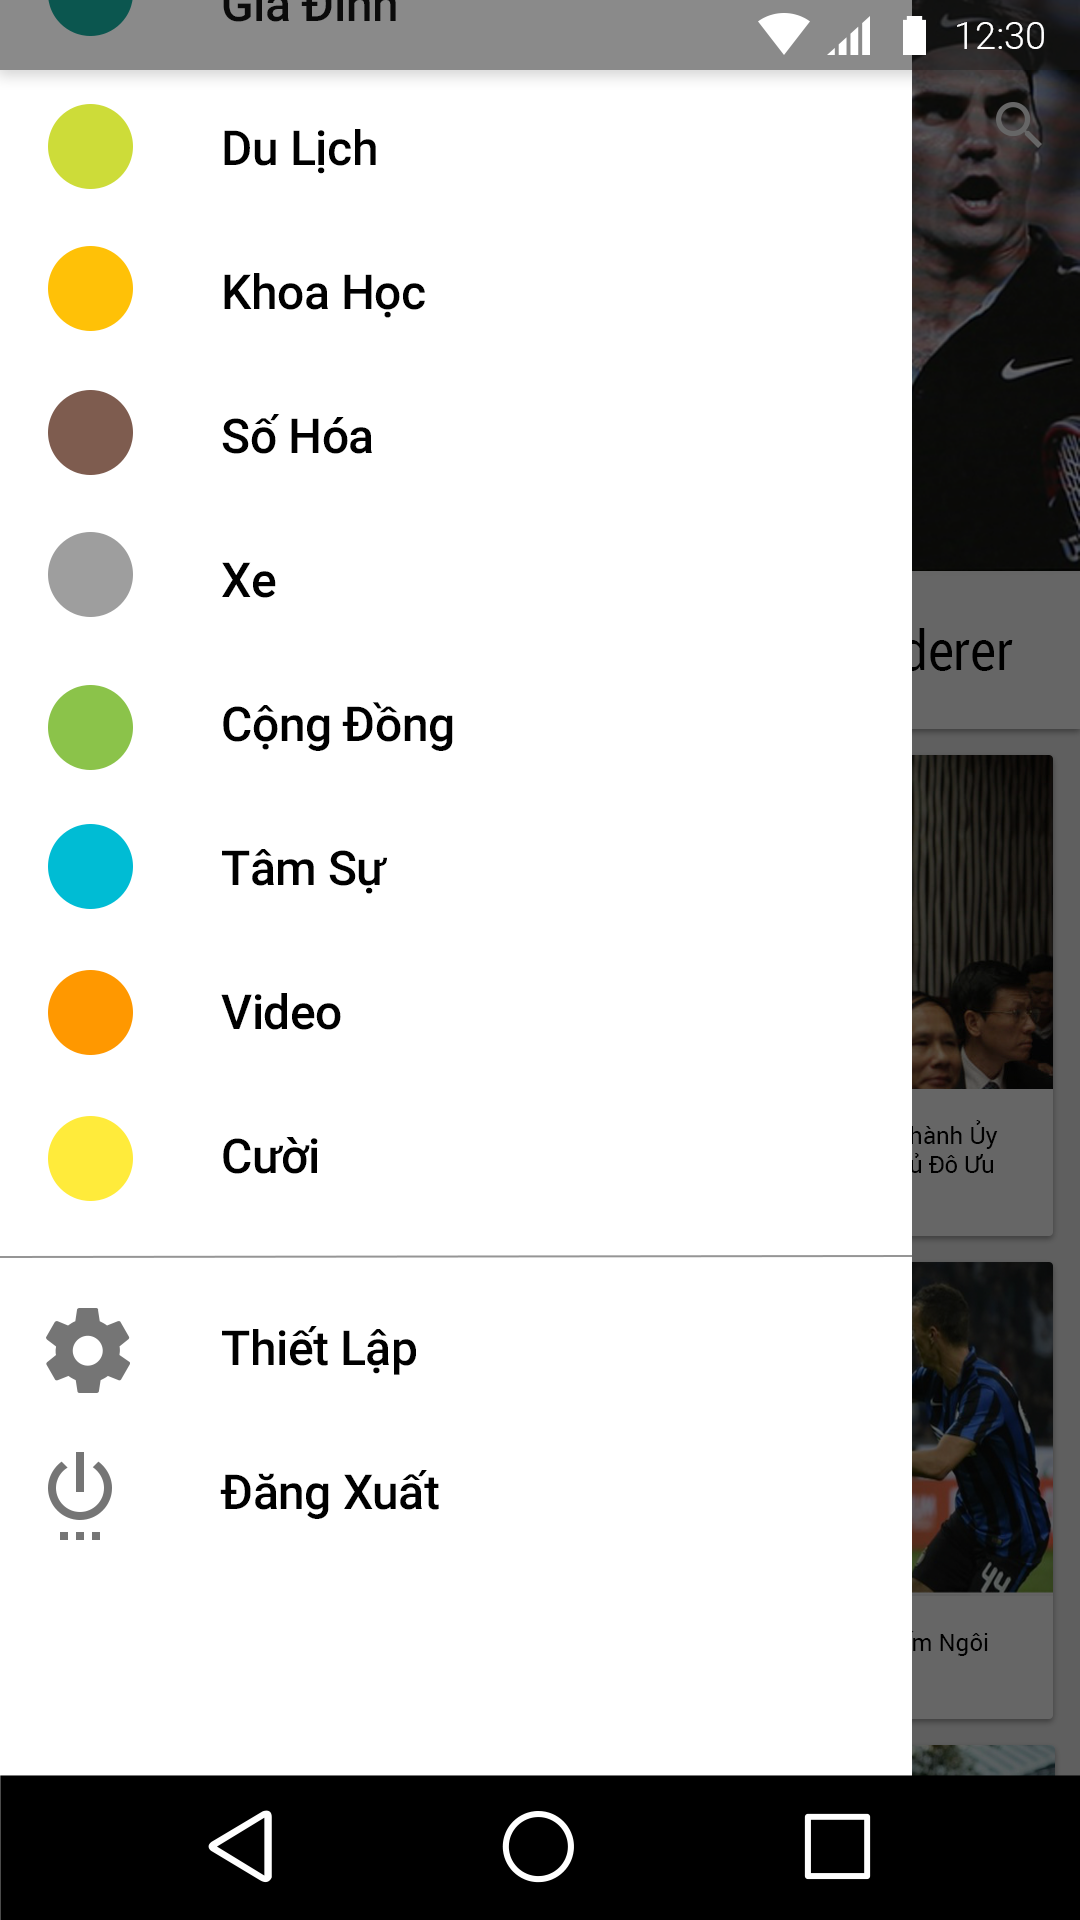 Gia Đình
12:30
Du Lịch
Khoa Học
Số Hóa
Xe
derer
Cộng Đồng
Tâm Sự
Video
hành Ủy
Cười
ủ Đô Ưu
Thiết Lập
Đăng Xuất
44
m Ngôi